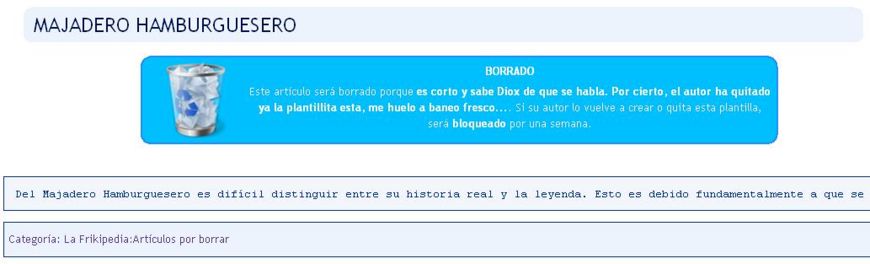 MAJADERO HAMBURGUESERO
BORRADO
Este artículo será borrado porque es corto y sabe Diox de que se habla. Por cierto, el autor ha quitado
ya la plantillita esta, me huelo a baneo fresco.... Si su autor lo vuelve a crear o quita esta plantilla,
será bloqueado por una semana.
Del Majadero Hamburguesero es difícil distinguir entre su historia real y la leyenda. Esto es debido fundamentalmente a que se
Categoría: La Frikipedia:Artículos por borrar